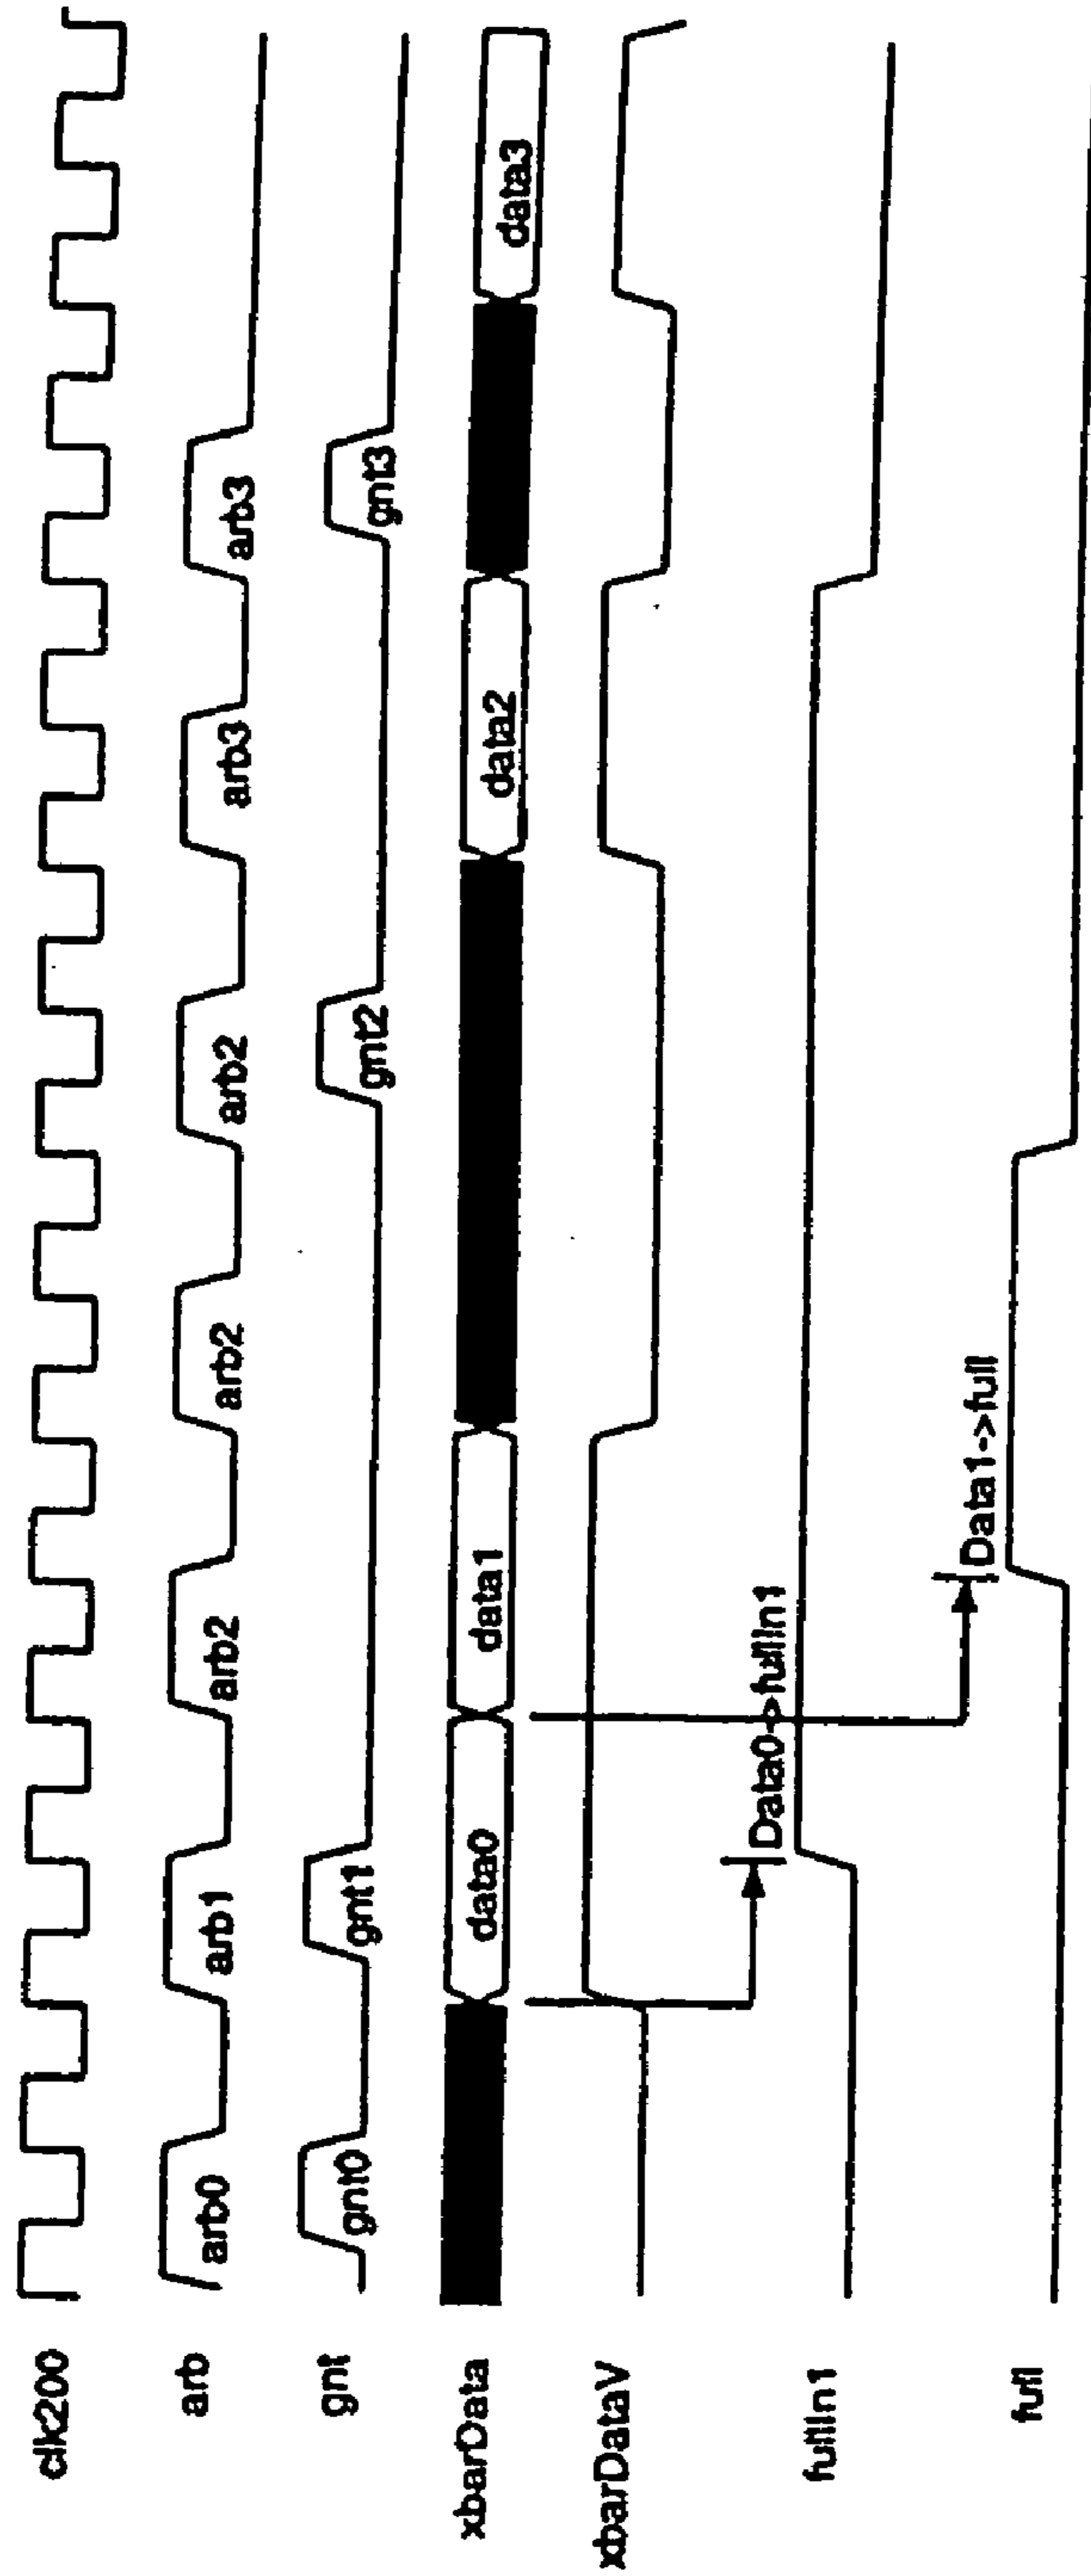 clk200
arb
arb0
arb1
arb2
arb2
arb2
arb3
arb3
gnt
gnt0
gnt1
gnt2
gnt3
xbarData
data0
data1
data2
data3
xbarDataV
fullIn1
Data0->fullIn1
full
Data1->full